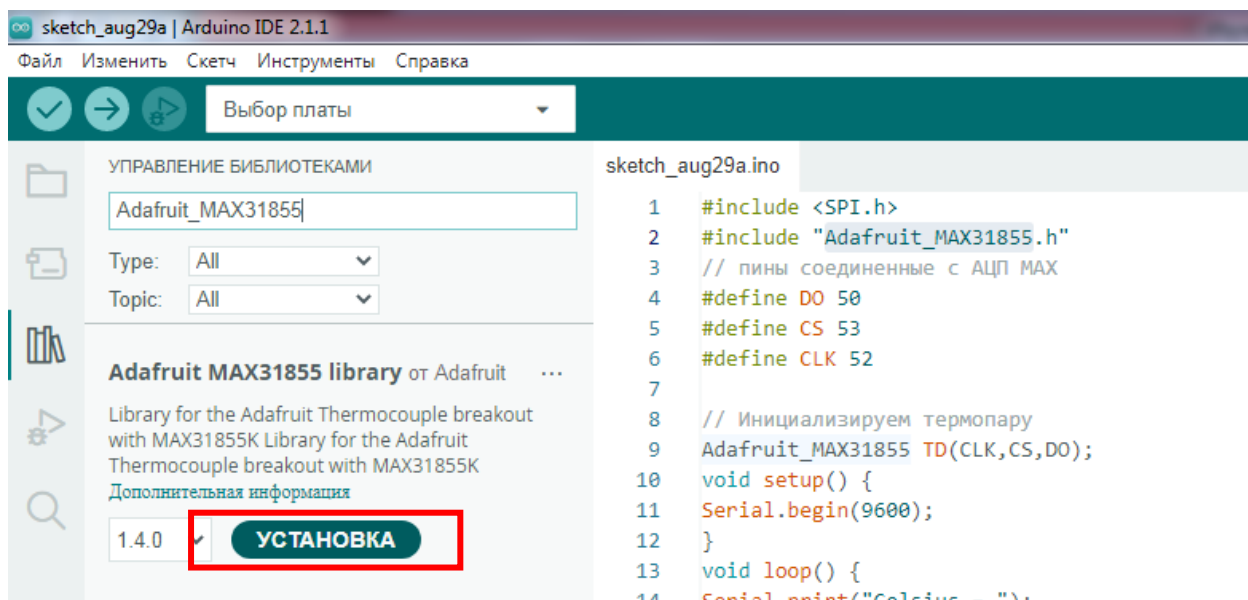 sketch_aug29a | Arduino IDE 2.1.1
Файл Изменить Скетч Инструменты Справка
Выбор платы
УПРАВЛЕНИЕ БИБЛИОТЕКАМИ
Adafruit_MAX31855
Type: All
Topic: All
Adafruit MAX31855 library от Adafruit ...
Library for the Adafruit Thermocouple breakout
with MAX31855K Library for the Adafruit
Thermocouple breakout with MAX31855K
Дополнительная информация
1.4.0 УСТАНОВКА
sketch_aug29a.ino
1 #include <SPI.h>
2 #include "Adafruit_MAX31855.h"
3 // пины соединенные с АЦП MAX
4 #define DO 50
5 #define CS 53
6 #define CLK 52
7
8 // Инициализируем термопару
9 Adafruit_MAX31855 TD(CLK,CS,DO);
10 void setup() {
11 Serial.begin(9600);
12 }
13 void loop() {
14 Serial.print("Celsius = ");